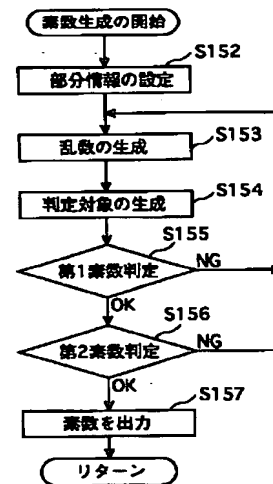 素数生成の開始
S152
部分情報の設定
S153
乱数の生成
S154
判定対象の生成
S155
第1素数判定
NG
OK
S156
第2素数判定
NG
OK
S157
素数を出力
リターン